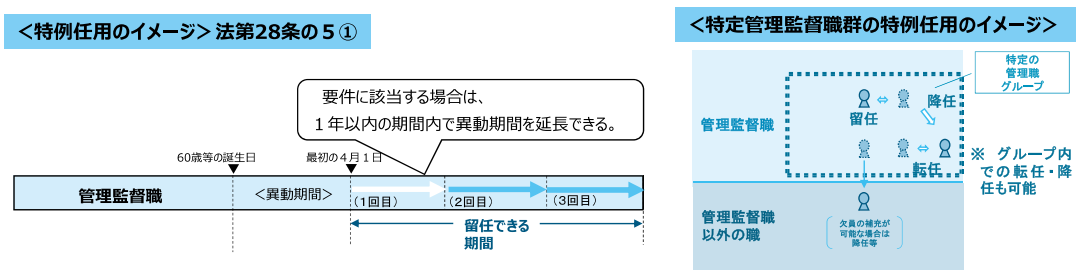 ＜特例任用のイメージ＞法第28条の５①
要件に該当する場合は、
１年以内の期間内で異動期間を延長できる。
60歳等の誕生日
最初の４月１日
管理監督職
＜異動期間＞
（１回目）
（２回目）
（３回目）
留任できる
期間
＜特定管理監督職群の特例任用のイメージ＞
特定の
管理職
グループ
降任
留任
管理監督職
転任
※　グループ内
での転任・降
任も可能
管理監督職
以外の職
欠員の補充が
可能な場合は
降任等